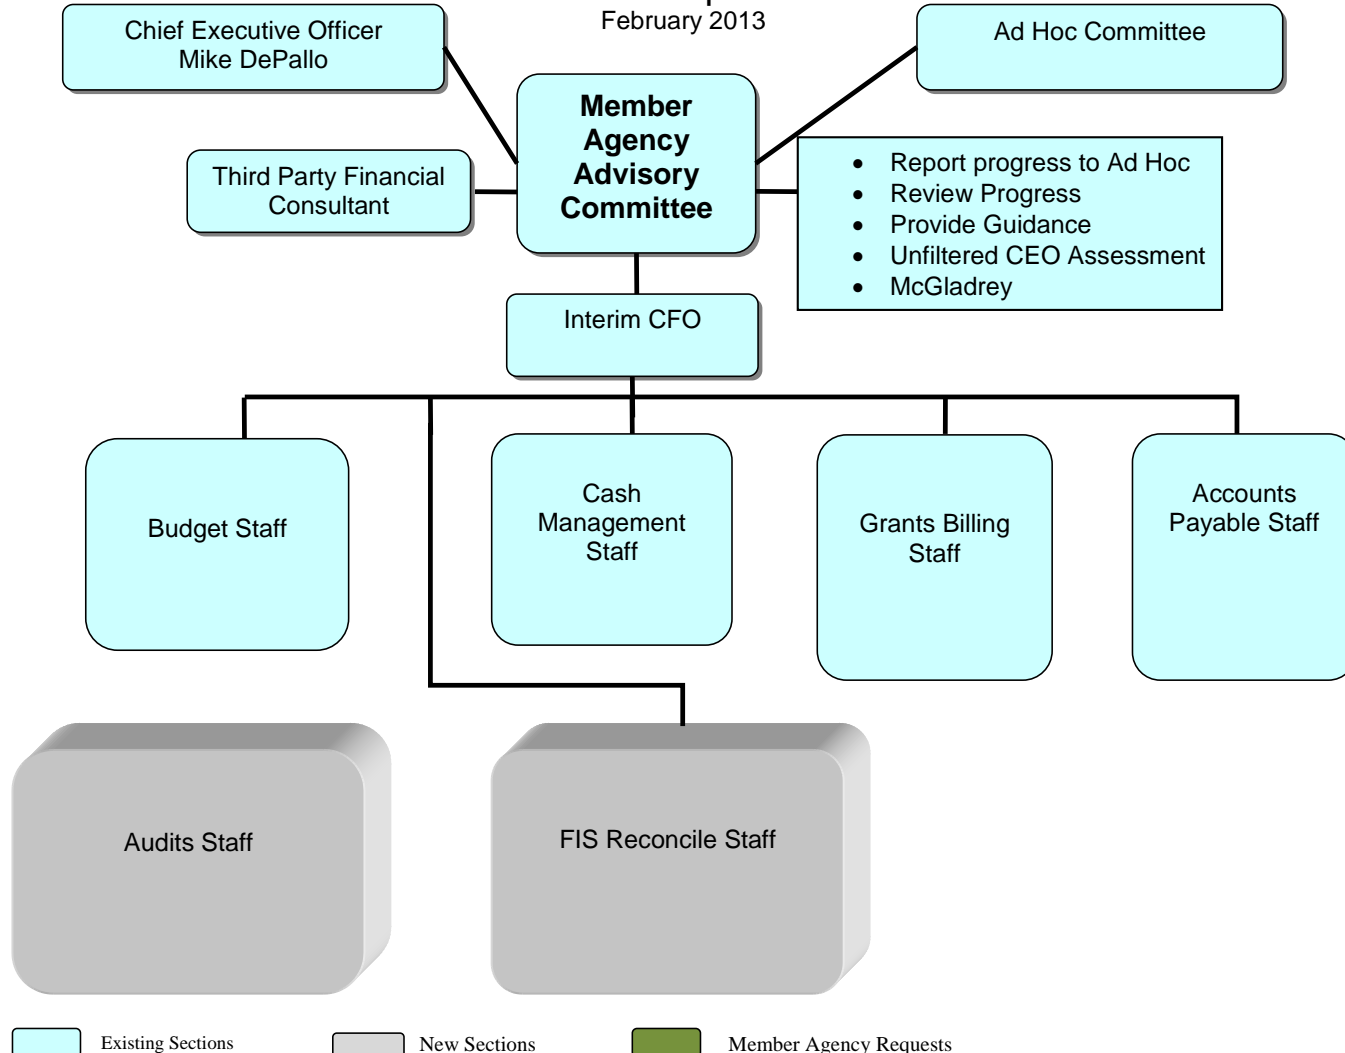 February 2013
Chief Executive Officer
Mike DePallo
Ad Hoc Committee
Member
Agency
Advisory
Committee
Third Party Financial
Consultant
• Report progress to Ad Hoc
• Review Progress
• Provide Guidance
• Unfiltered CEO Assessment
• McGladrey
Interim CFO
Budget Staff
Cash
Management
Staff
Grants Billing
Staff
Accounts
Payable Staff
Audits Staff
FIS Reconcile Staff
Existing Sections
New Sections
Member Agency Requests